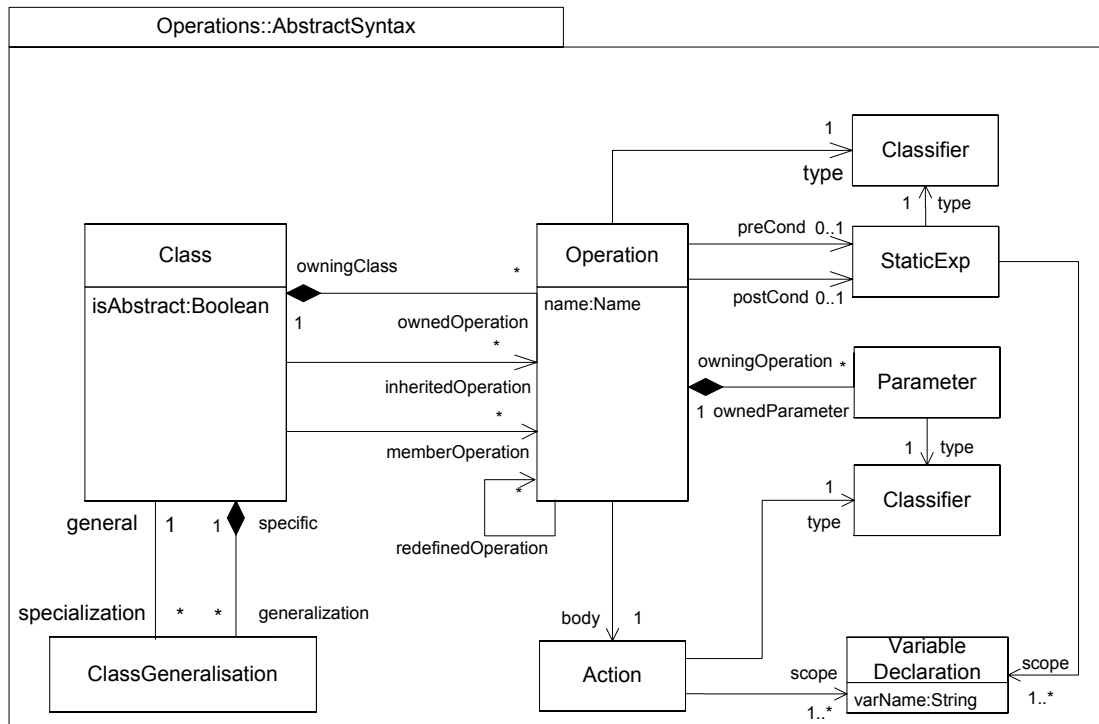 Operations::AbstractSyntax
1
Classifier
type
1 type
Class
isAbstract:Boolean
owningClass
*
1
ownedOperation
*
inheritedOperation
*
memberOperation
Operation
name:Name
preCond 0..1
postCond 0..1
StaticExp
owningOperation *
1 ownedParameter
Parameter
1 type
Classifier
1
type
*
redefinedOperation
general 1
1 specific
specialization *
* generalization
ClassGeneralisation
body 1
Action
scope
1..*
Variable
Declaration
varName:String
scope
1..*